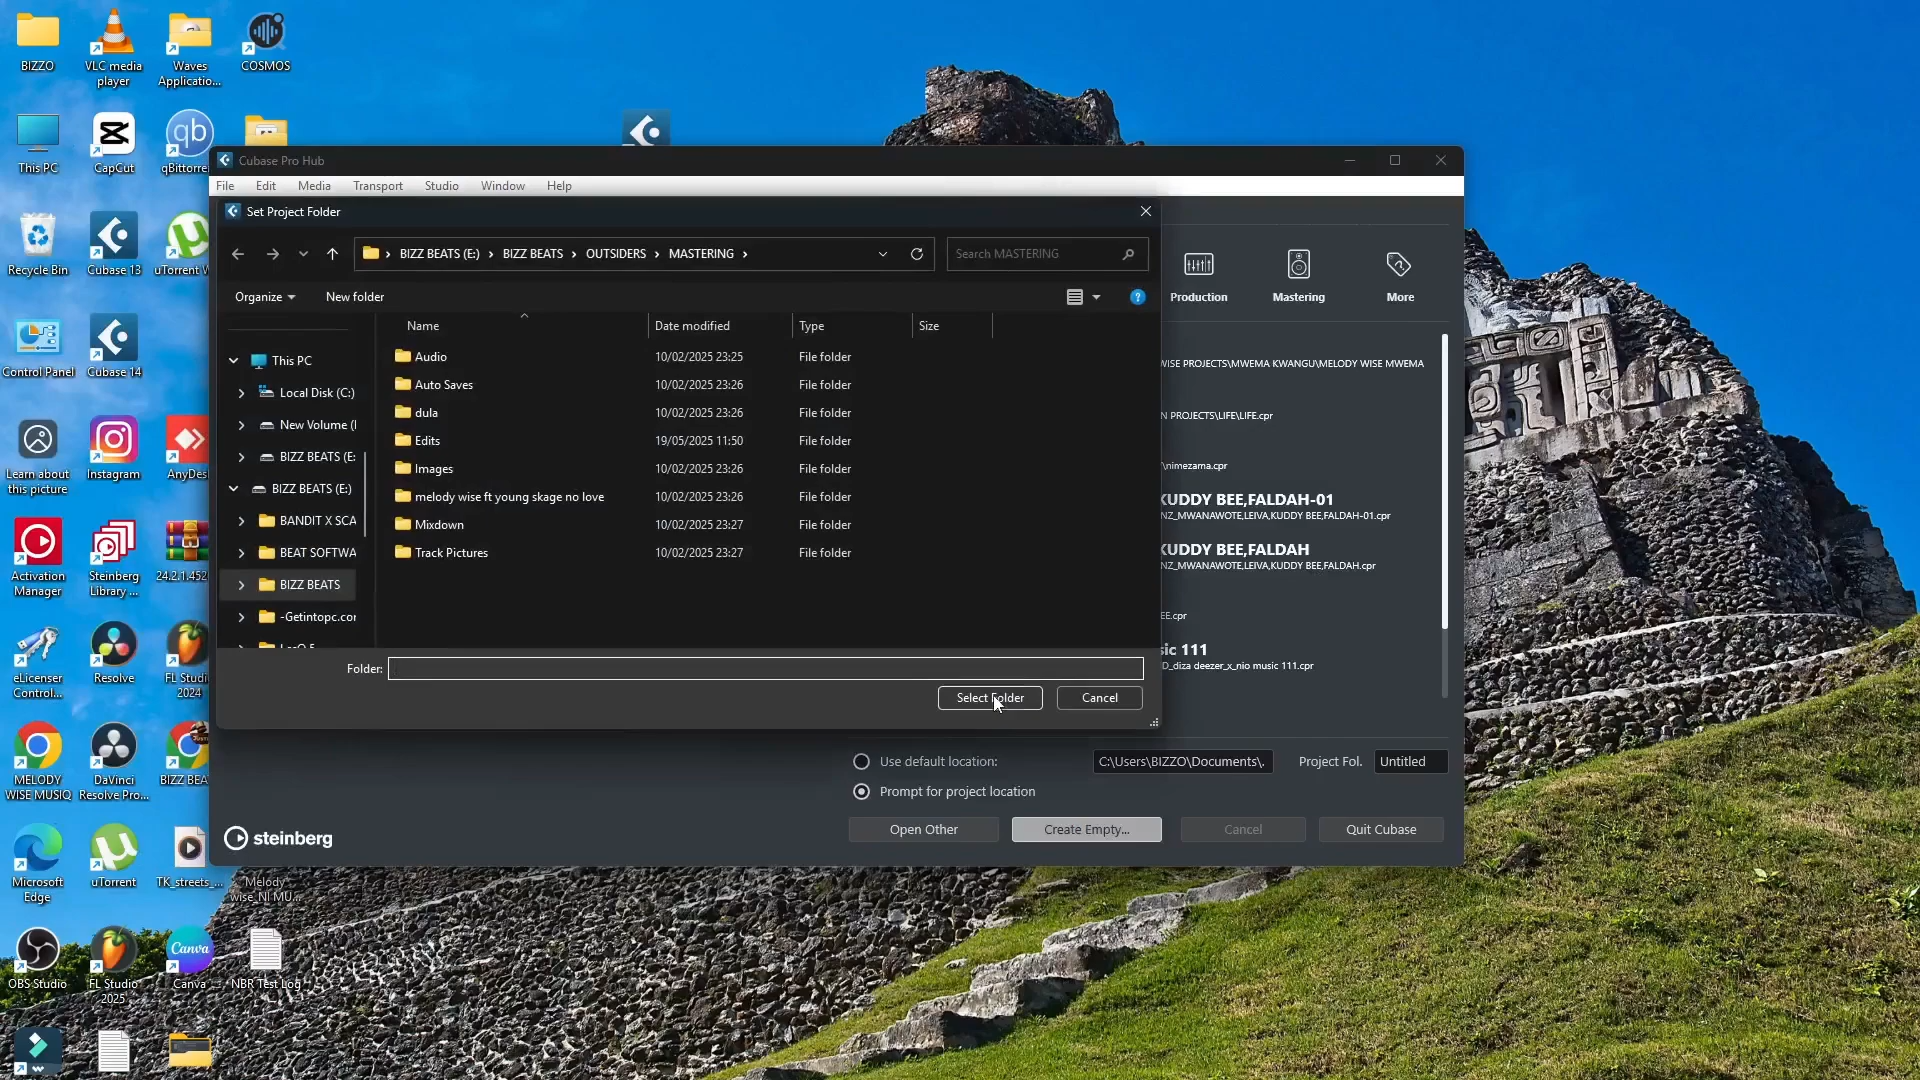 BIZZO
VLC media
player
Waves
Applicatio...
COSMOS
This PC
CapCut
qBittorre
Recycle Bin
Cubase 13
uTorrent W
Control Panel
Cubase 14
Learn about
this picture
Instagram
AnyDes
Activation
Manager
Steinberg
Library ...
24.2.1.452
eLicenser
Control...
Resolve
FL Studi
2024
MELODY
WISE MUSIQ
DaVinci
Resolve Pro...
BIZZ BEA
Microsoft
Edge
uTorrent
TK_streets_...
Melody
wise_NI MU...
OBS Studio
FL Studio
2025
Canva
Canva
NBR Test Log
Cubase Pro Hub
File
Edit
Media
Transport
Studio
Window
Help
Set Project Folder
BIZZ BEATS (E:)
BIZZ BEATS
OUTSIDERS
MASTERING
Search MASTERING
Organize
New folder
?
Name
Date modified
Type
Size
Audio 10/02/2025 23:25 File folder
Auto Saves 10/02/2025 23:26 File folder
dula 10/02/2025 23:26 File folder
Edits 19/05/2025 11:50 File folder
Images 10/02/2025 23:26 File folder
melody wise ft young skage no love 10/02/2025 23:26 File folder
Mixdown 10/02/2025 23:27 File folder
Track Pictures 10/02/2025 23:27 File folder
This PC
Local Disk (C:)
New Volume (
BIZZ BEATS (E:
BIZZ BEATS (E:)
BANDIT X SCA
BEAT SOFTWA
BIZZ BEATS
-Getintopc.cor
Folder:
Select Folder
Cancel
Production
Mastering
More
WISE PROJECTS\MWEMA KWANGU\MELODY WISE MWEMA
N PROJECTS\LIFE\LIFE.cpr
\nimezama.cpr
KUDDY BEE,FALDAH-01
NZ_MWANAWOTE,LEIVA,KUDDY BEE,FALDAH-01.cpr
KUDDY BEE,FALDAH
NZ_MWANAWOTE,LEIVA,KUDDY BEE,FALDAH.cpr
EE.cpr
sic 111
D_diza deezer_x_nio music 111.cpr
Use default location:
C:\Users\BIZZO\Documents\.
Project Fol.
Untitled
Prompt for project location
Open Other
Create Empty...
Cancel
Quit Cubase
steinberg